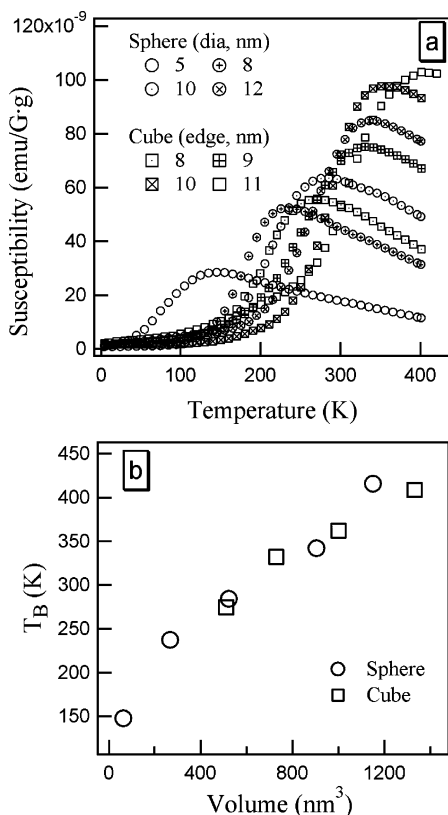 120x10⁻⁹
a
Sphere (dia, nm)
5 8
10 12
Cube (edge, nm)
8 9
10 11
100
80
60
40
20
0
Susceptibility (emu/G·g)
0 100 200 300 400
Temperature (K)
b
450
400
350
300
250
200
150
T_B (K)
Sphere
Cube
0 400 800 1200
Volume (nm³)